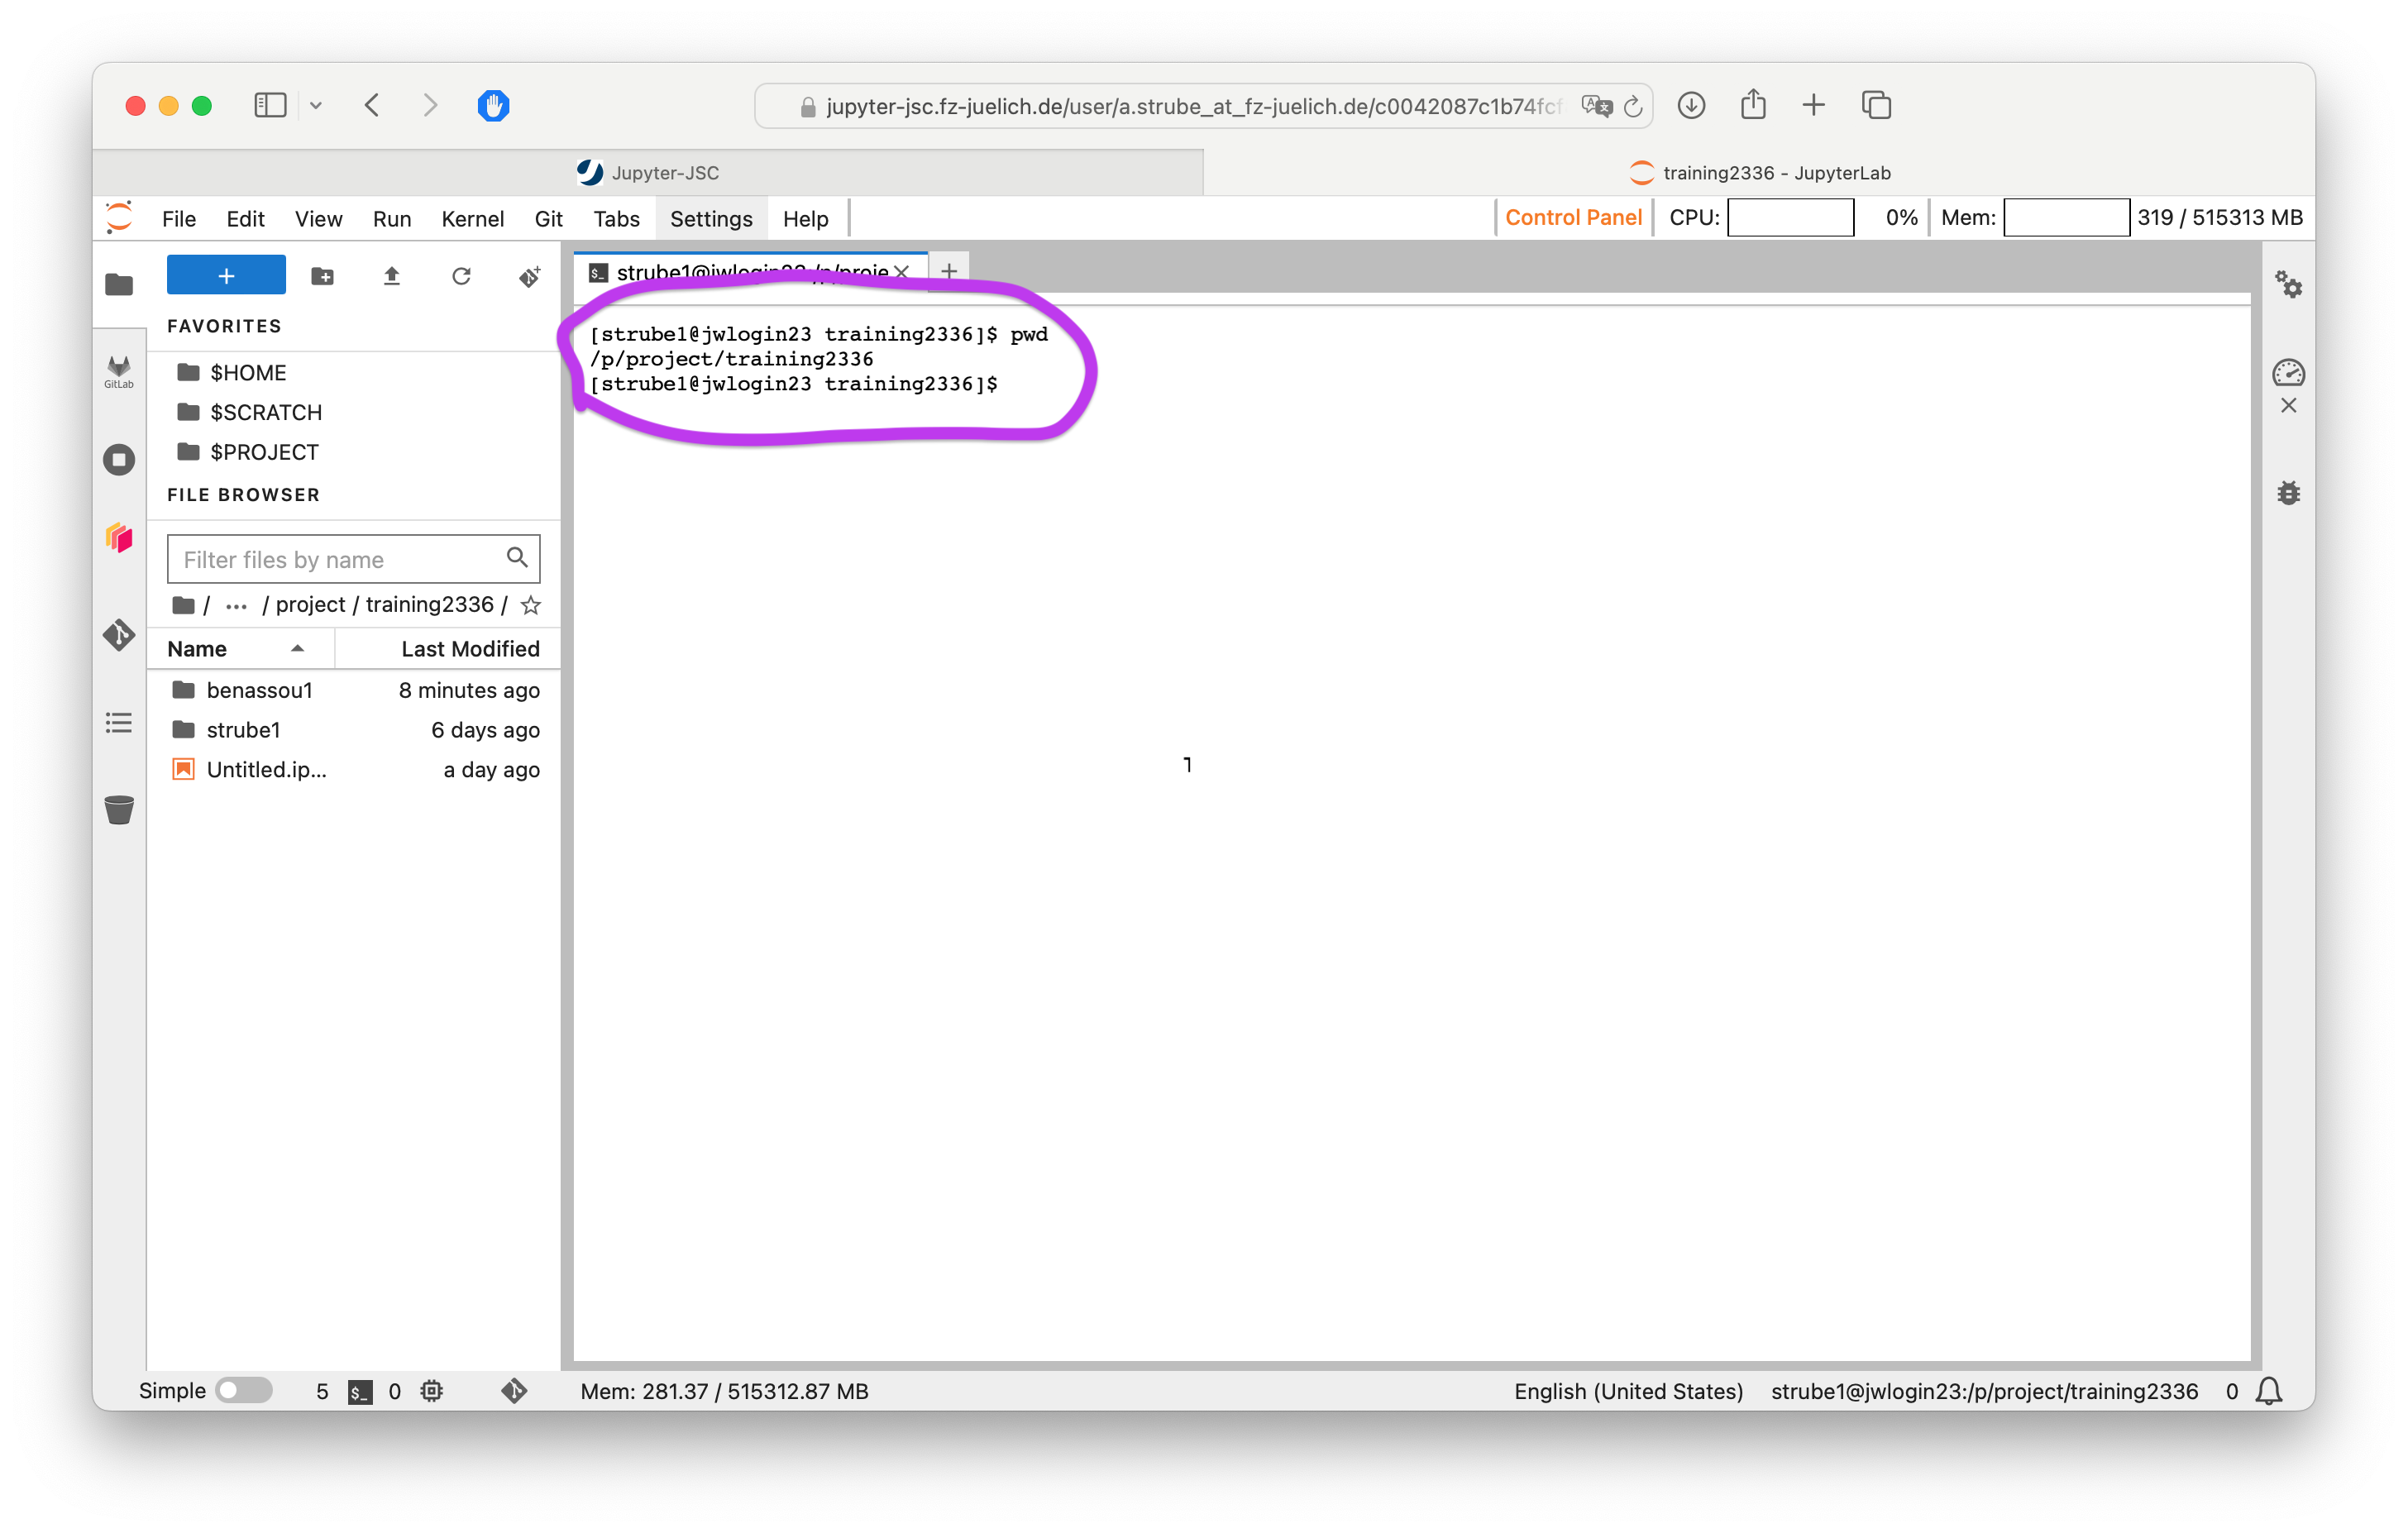 jupyter-jsc.fz-juelich.de/user/a.strube_at_fz-juelich.de/c0042087c1b74fcf
Jupyter-JSC
training2336 - JupyterLab
File Edit View Run Kernel Git Tabs Settings Help
Control Panel CPU: 0% Mem: 319 / 515313 MB
+
strube1@jwlogin23:/p/proje
FAVORITES
[strube1@jwlogin23 training2336]$ pwd
/p/project/training2336
[strube1@jwlogin23 training2336]$
GitLab
$HOME
$SCRATCH
$PROJECT
FILE BROWSER
Filter files by name
/ ··· / project / training2336 /
Name Last Modified
benassou1 8 minutes ago
strube1 6 days ago
Untitled.ip... a day ago
Simple 5 $_ 0 Mem: 281.37 / 515312.87 MB English (United States) strube1@jwlogin23:/p/project/training2336 0